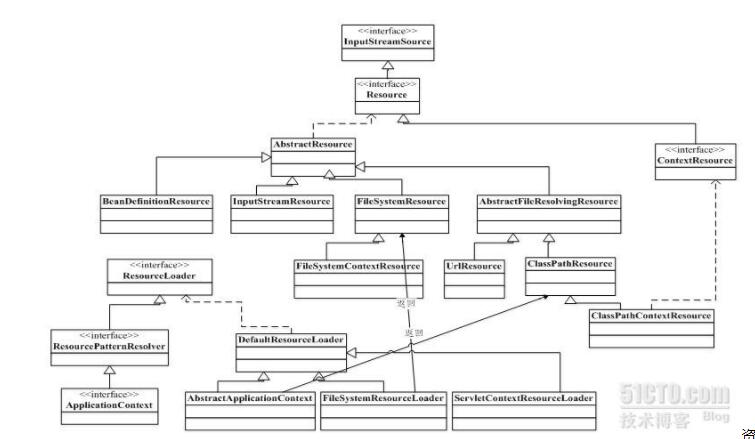 <<interface>>
InputStreamSource
<<interface>>
Resource
AbstractResource
<<interface>>
ContextResource
BeanDefinitionResource
InputStreamResource
FileSystemResource
AbstractFileResolvingResource
<<interface>>
ResourceLoader
FileSystemContextResource
UrlResource
ClassPathResource
返回
ClassPathContextResource
<<interface>>
ResourcePatternResolver
DefaultResourceLoader
返回
<<interface>>
ApplicationContext
AbstractApplicationContext
FileSystemResourceLoader
ServletContextResourceLoader
51CTO.com
技术博客 Blog